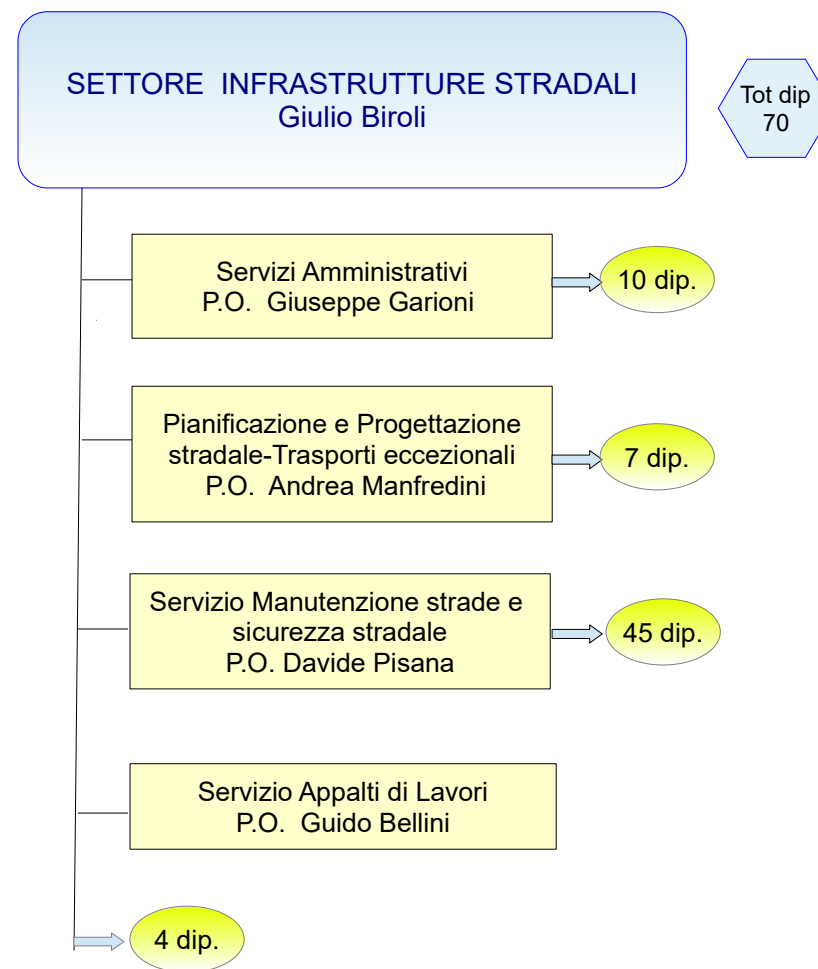 SETTORE INFRASTRUTTURE STRADALI
Giulio Biroli
Tot dip
70
Servizi Amministrativi
P.O. Giuseppe Garioni
10 dip.
Pianificazione e Progettazione
stradale-Trasporti eccezionali
P.O. Andrea Manfredini
7 dip.
Servizio Manutenzione strade e
sicurezza stradale
P.O. Davide Pisana
45 dip.
Servizio Appalti di Lavori
P.O. Guido Bellini
4 dip.